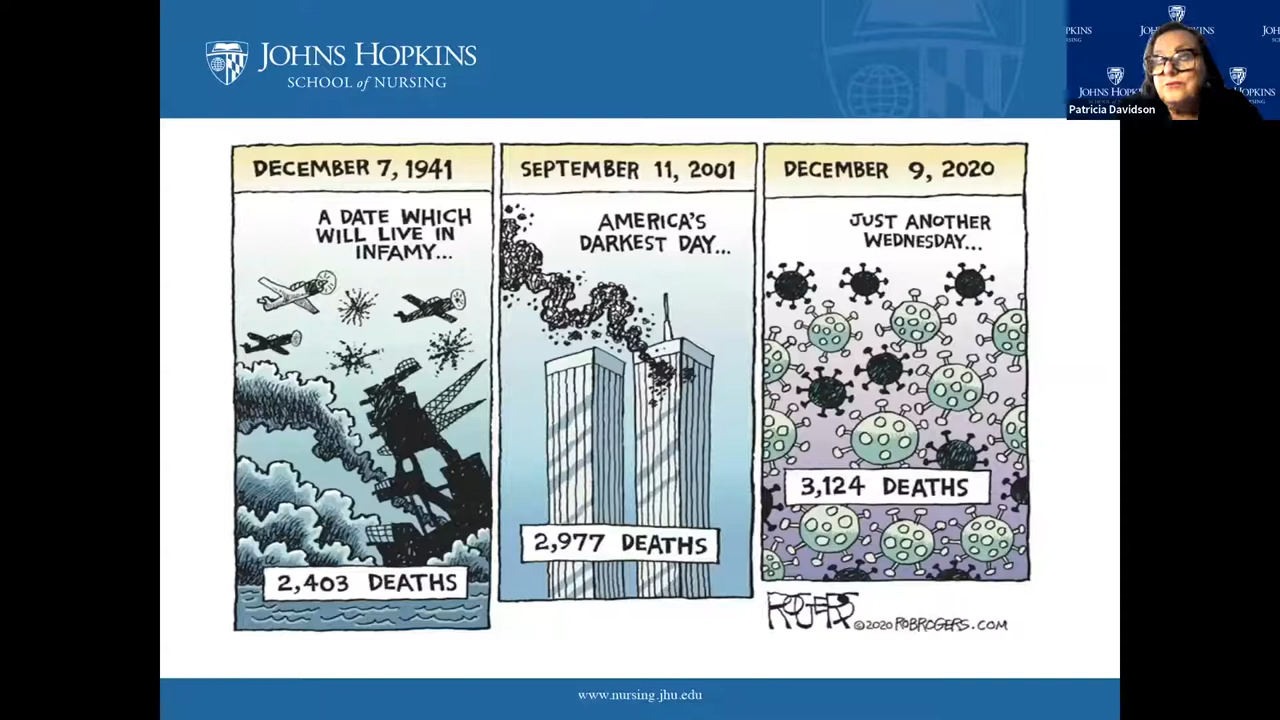 JOHNS HOPKINS
SCHOOL of NURSING
JOHNS HOPK
Patricia Davidson
DECEMBER 7, 1941
A DATE WHICH
WILL LIVE IN
INFAMY...
2,403 DEATHS
SEPTEMBER 11, 2001
AMERICA'S
DARKEST DAY...
2,977 DEATHS
DECEMBER 9, 2020
JUST ANOTHER
WEDNESDAY...
3,124 DEATHS
ROGERS
©2020 ROBROGERS.COM
www.nursing.jhu.edu